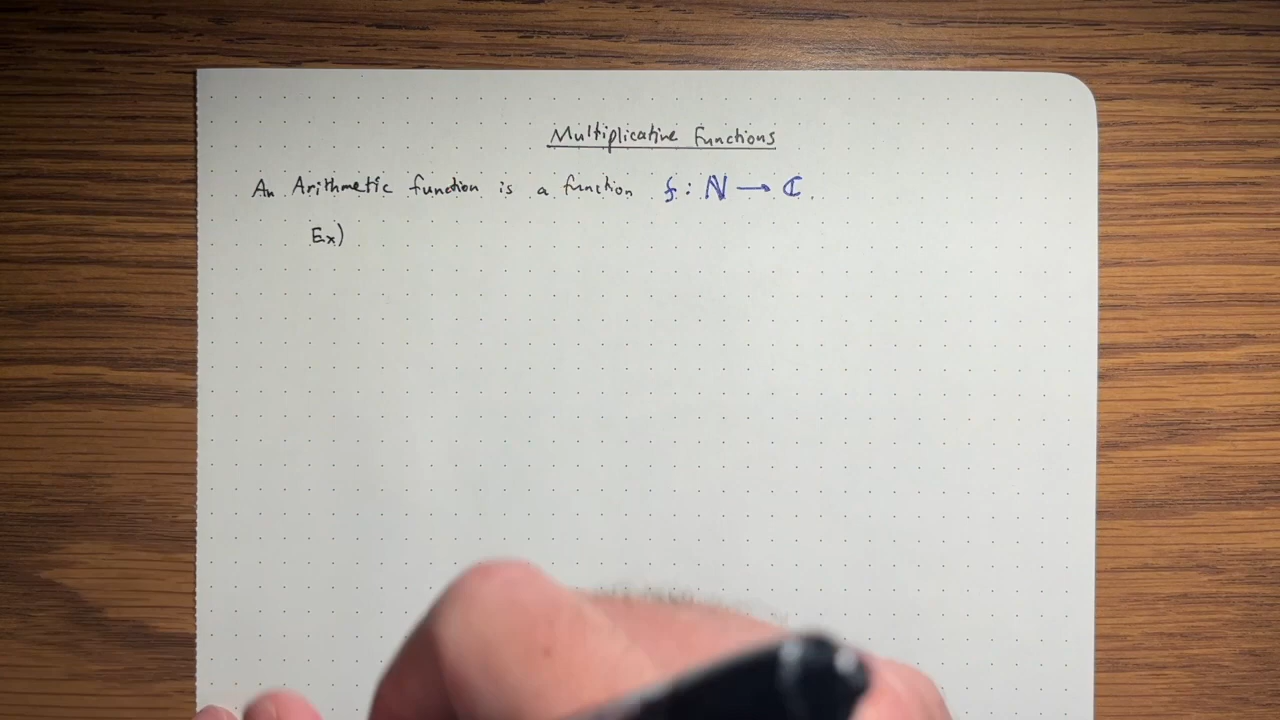 Multiplicative Functions
An Arithmetic function is a function f : ℕ → ℂ.
Ex)